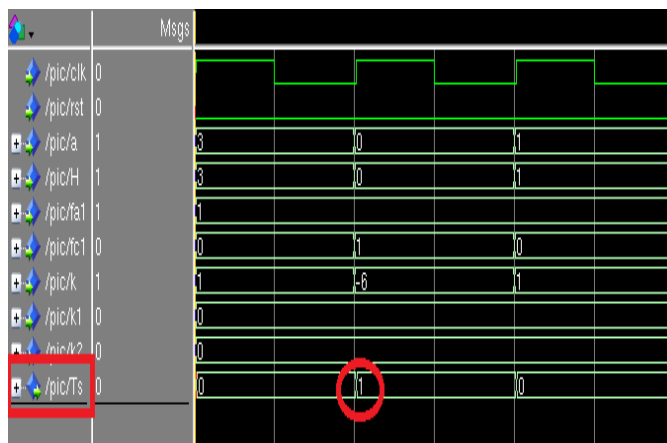 Msgs
/pic/clk 0
/pic/rst 0
/pic/a 1 3 0 1
/pic/H 1 3 0 1
/pic/fa1 1 1
/pic/fc1 0 0 1 0
/pic/k 1 1 -6 1
/pic/k1 0 0
/pic/k2 0 0
/pic/Ts 0 0 1 0